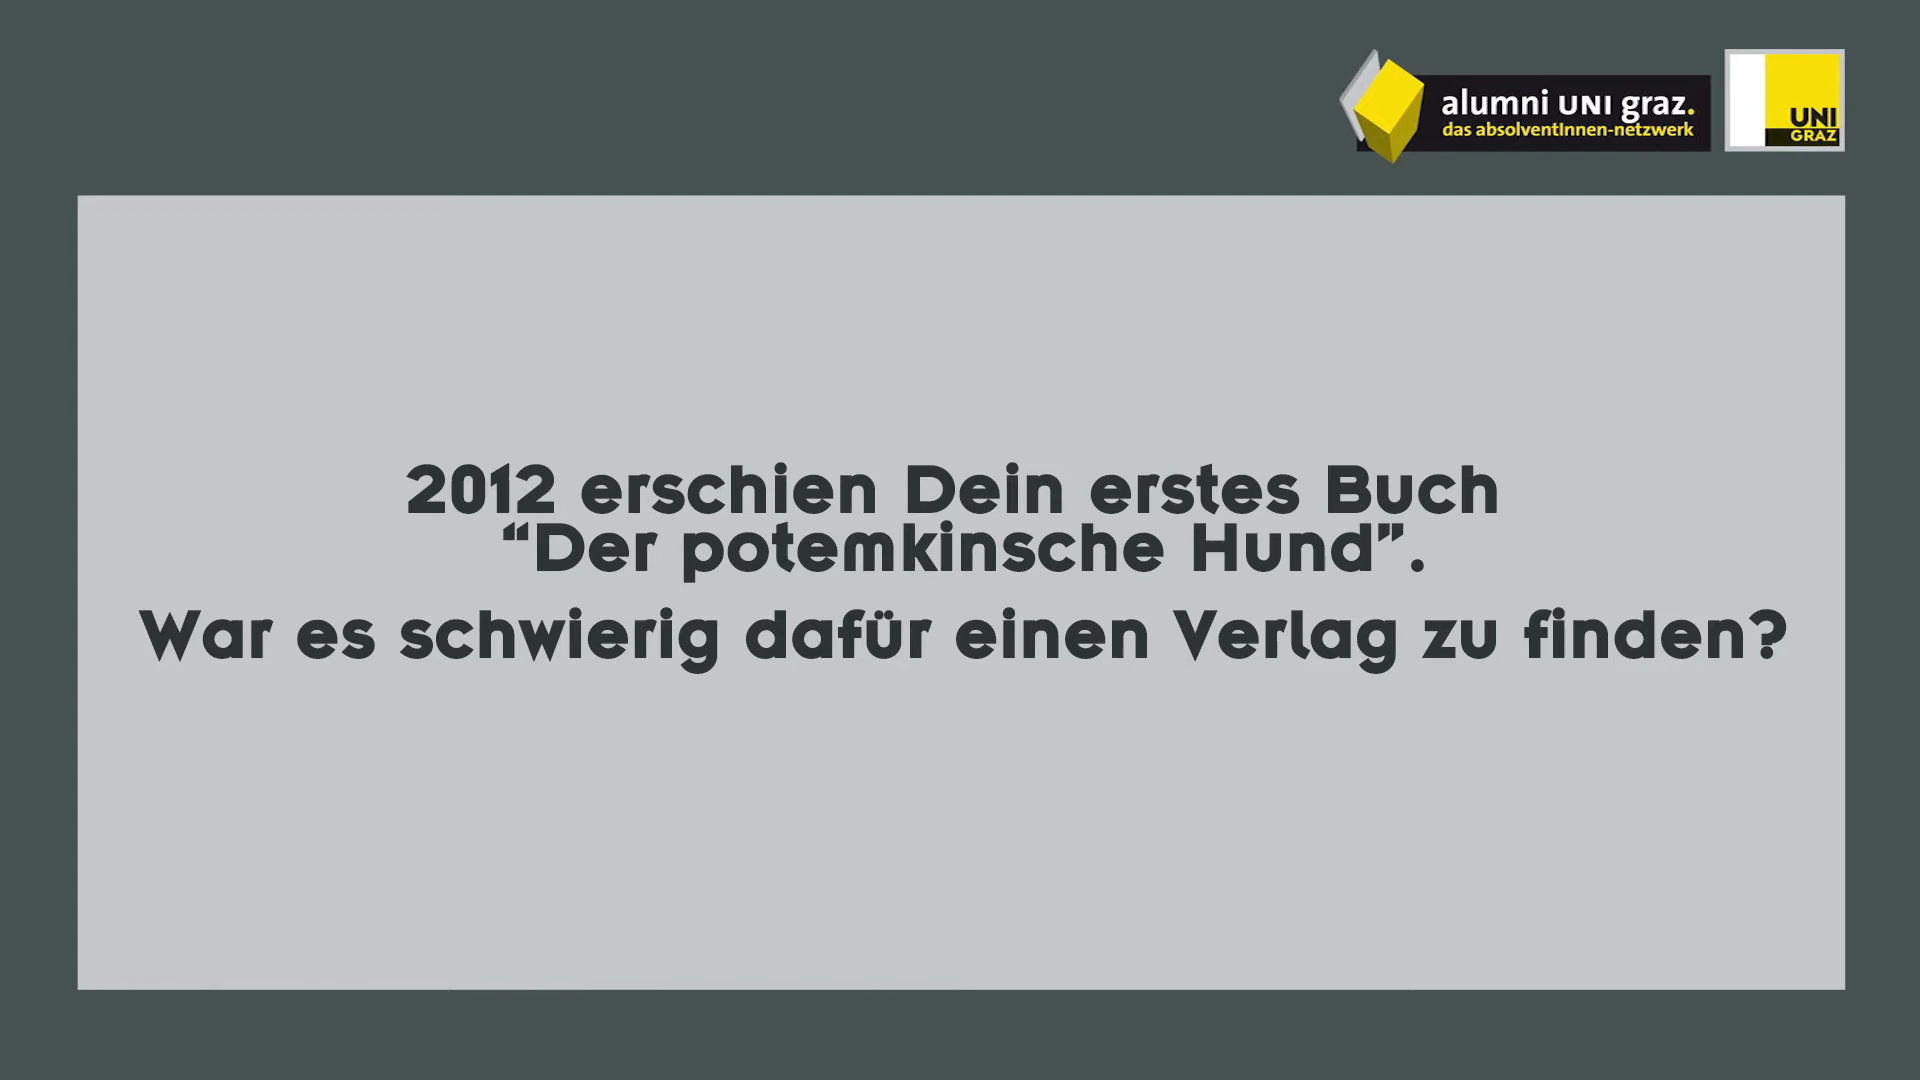 alumni UNI graz.
das absolventInnen-netzwerk
UNI
GRAZ
2012 erschien Dein erstes Buch
“Der potemkinsche Hund”.
War es schwierig dafür einen Verlag zu finden?